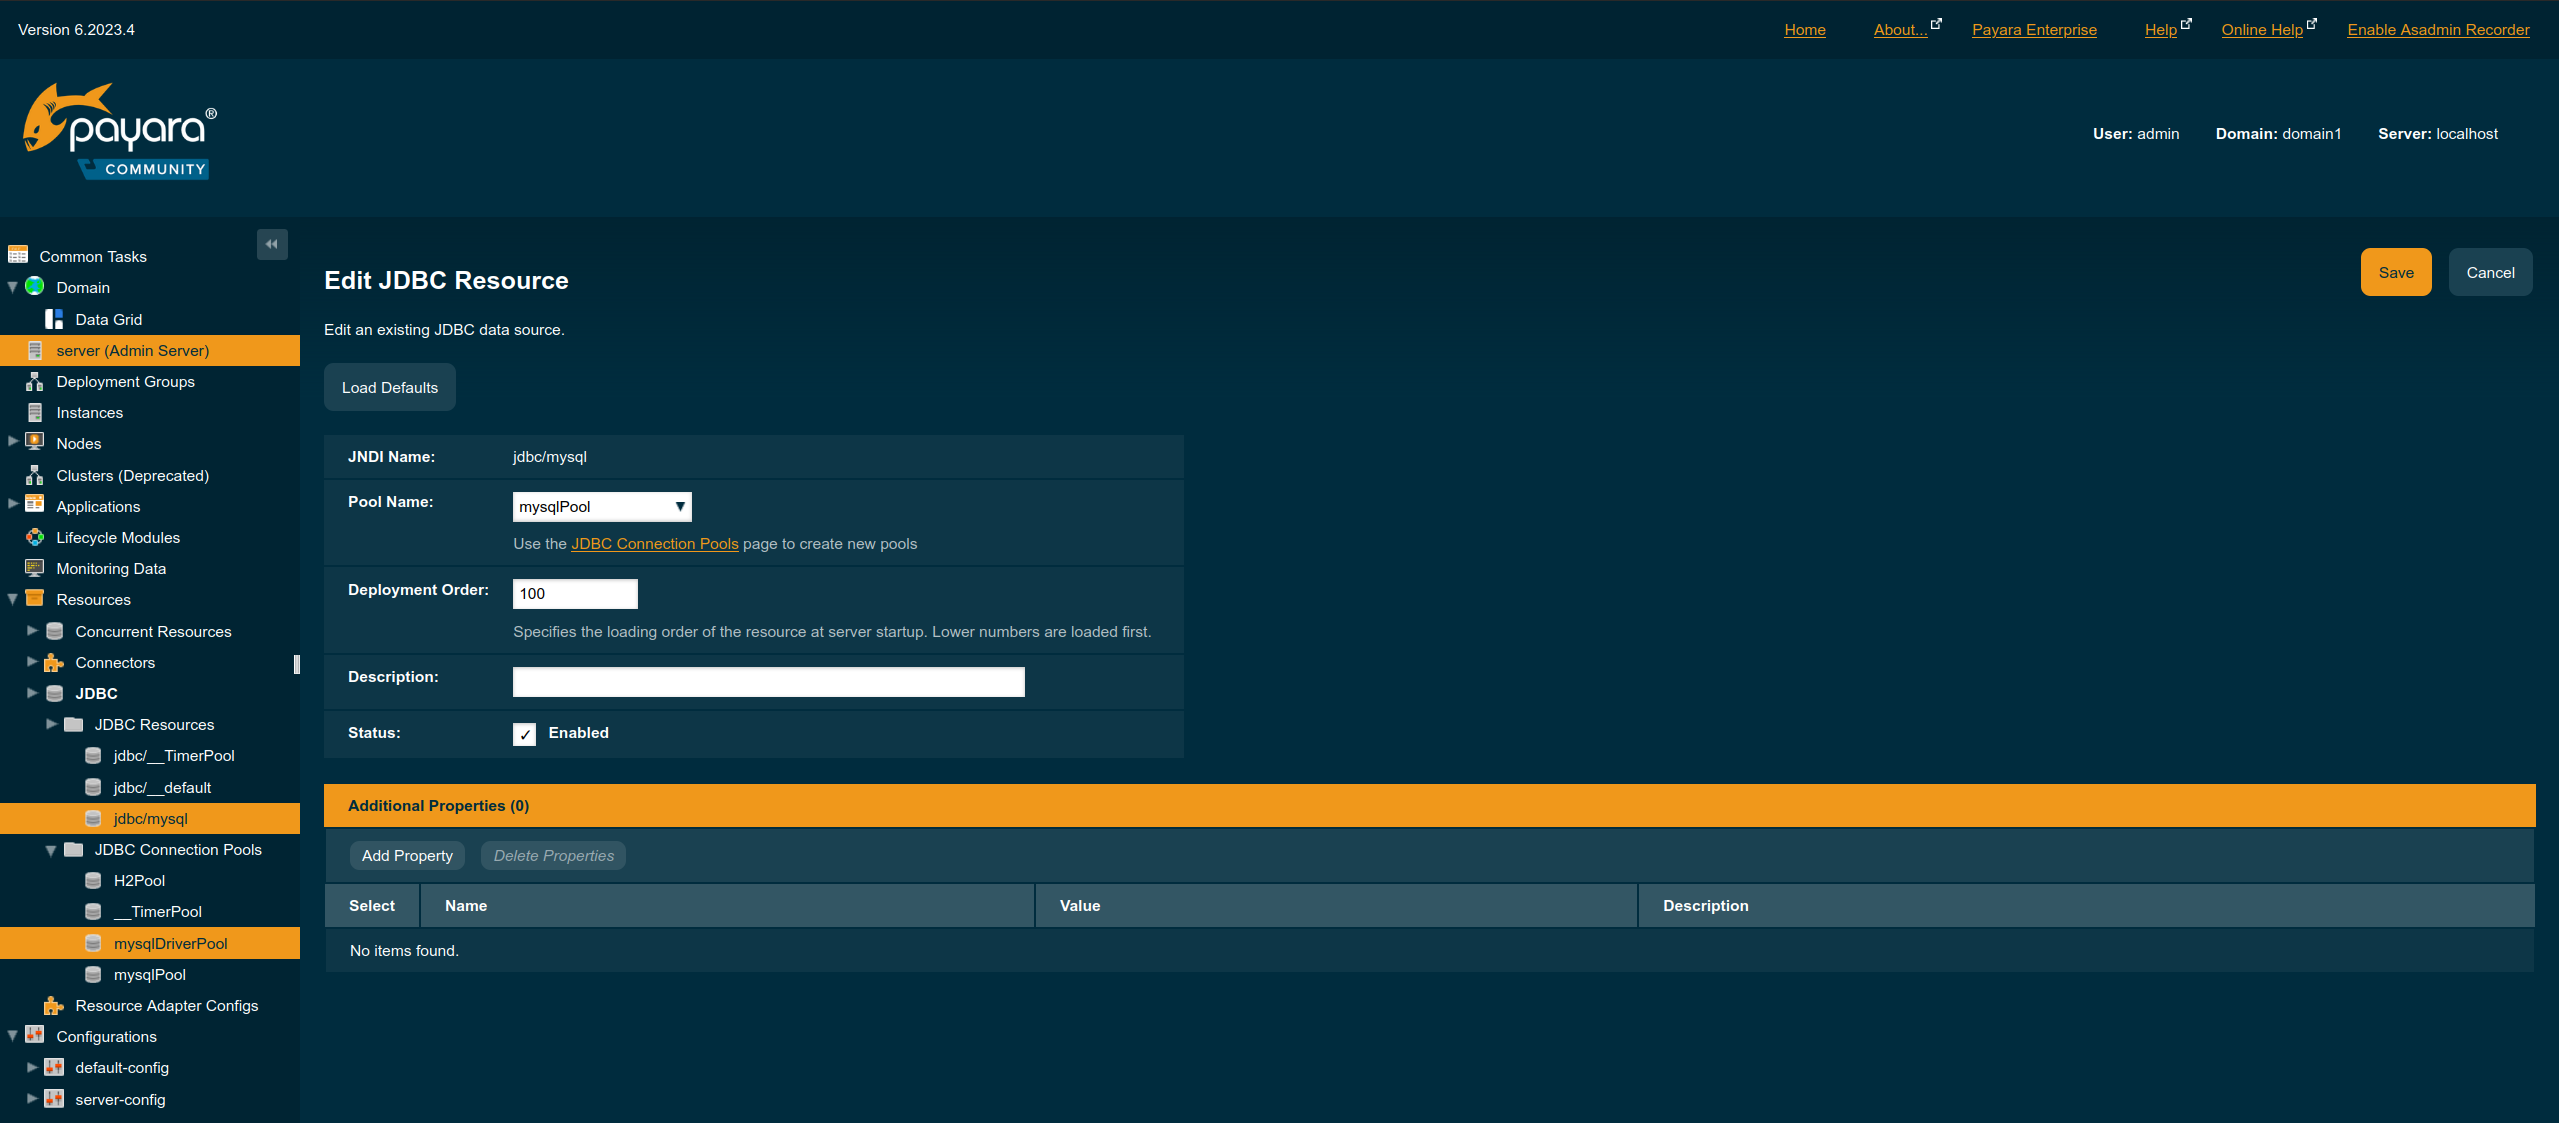 Version 6.2023.4
Home About... Payara Enterprise Help Online Help Enable Asadmin Recorder
payara®
COMMUNITY
User: admin Domain: domain1 Server: localhost
Common Tasks
Domain
Data Grid
server (Admin Server)
Deployment Groups
Instances
Nodes
Clusters (Deprecated)
Applications
Lifecycle Modules
Monitoring Data
Resources
Concurrent Resources
Connectors
JDBC
JDBC Resources
jdbc/__TimerPool
jdbc/__default
jdbc/mysql
JDBC Connection Pools
H2Pool
__TimerPool
mysqlDriverPool
mysqlPool
Resource Adapter Configs
Configurations
default-config
server-config
Edit JDBC Resource
Save Cancel
Edit an existing JDBC data source.
Load Defaults
JNDI Name: jdbc/mysql
Pool Name: mysqlPool
Use the JDBC Connection Pools page to create new pools
Deployment Order: 100
Specifies the loading order of the resource at server startup. Lower numbers are loaded first.
Description:
Status: Enabled
Additional Properties (0)
Add Property Delete Properties
Select Name Value Description
No items found.